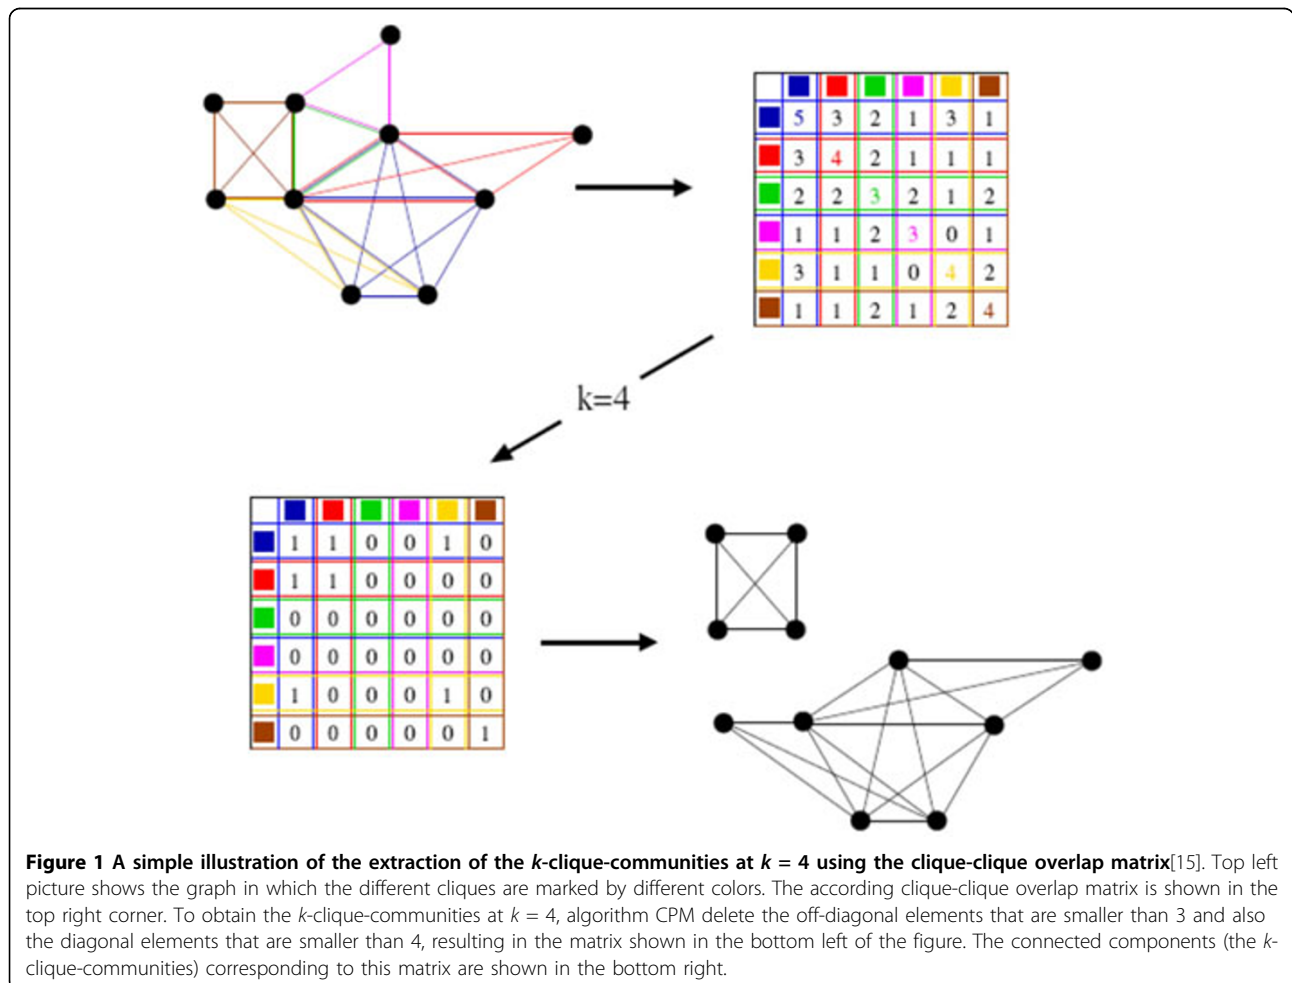 5 3 2 1 3 1
3 4 2 1 1 1
2 2 3 2 1 2
1 1 2 3 0 1
3 1 1 0 4 2
1 1 2 1 2 4
k=4
1 1 0 0 1 0
1 1 0 0 0 0
0 0 0 0 0 0
0 0 0 0 0 0
1 0 0 0 1 0
0 0 0 0 0 1
Figure 1 A simple illustration of the extraction of the k-clique-communities at k = 4 using the clique-clique overlap matrix[15]. Top left
picture shows the graph in which the different cliques are marked by different colors. The according clique-clique overlap matrix is shown in the
top right corner. To obtain the k-clique-communities at k = 4, algorithm CPM delete the off-diagonal elements that are smaller than 3 and also
the diagonal elements that are smaller than 4, resulting in the matrix shown in the bottom left of the figure. The connected components (the k-
clique-communities) corresponding to this matrix are shown in the bottom right.